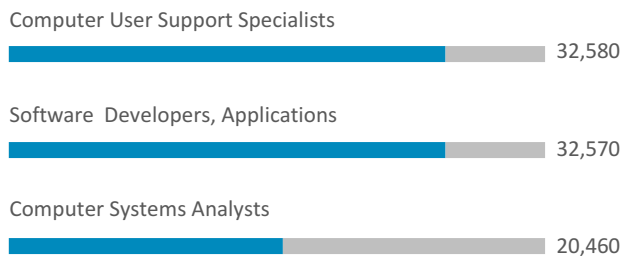 Computer User Support Specialists
32,580
Software  Developers, Applications
32,570
Computer Systems Analysts
20,460